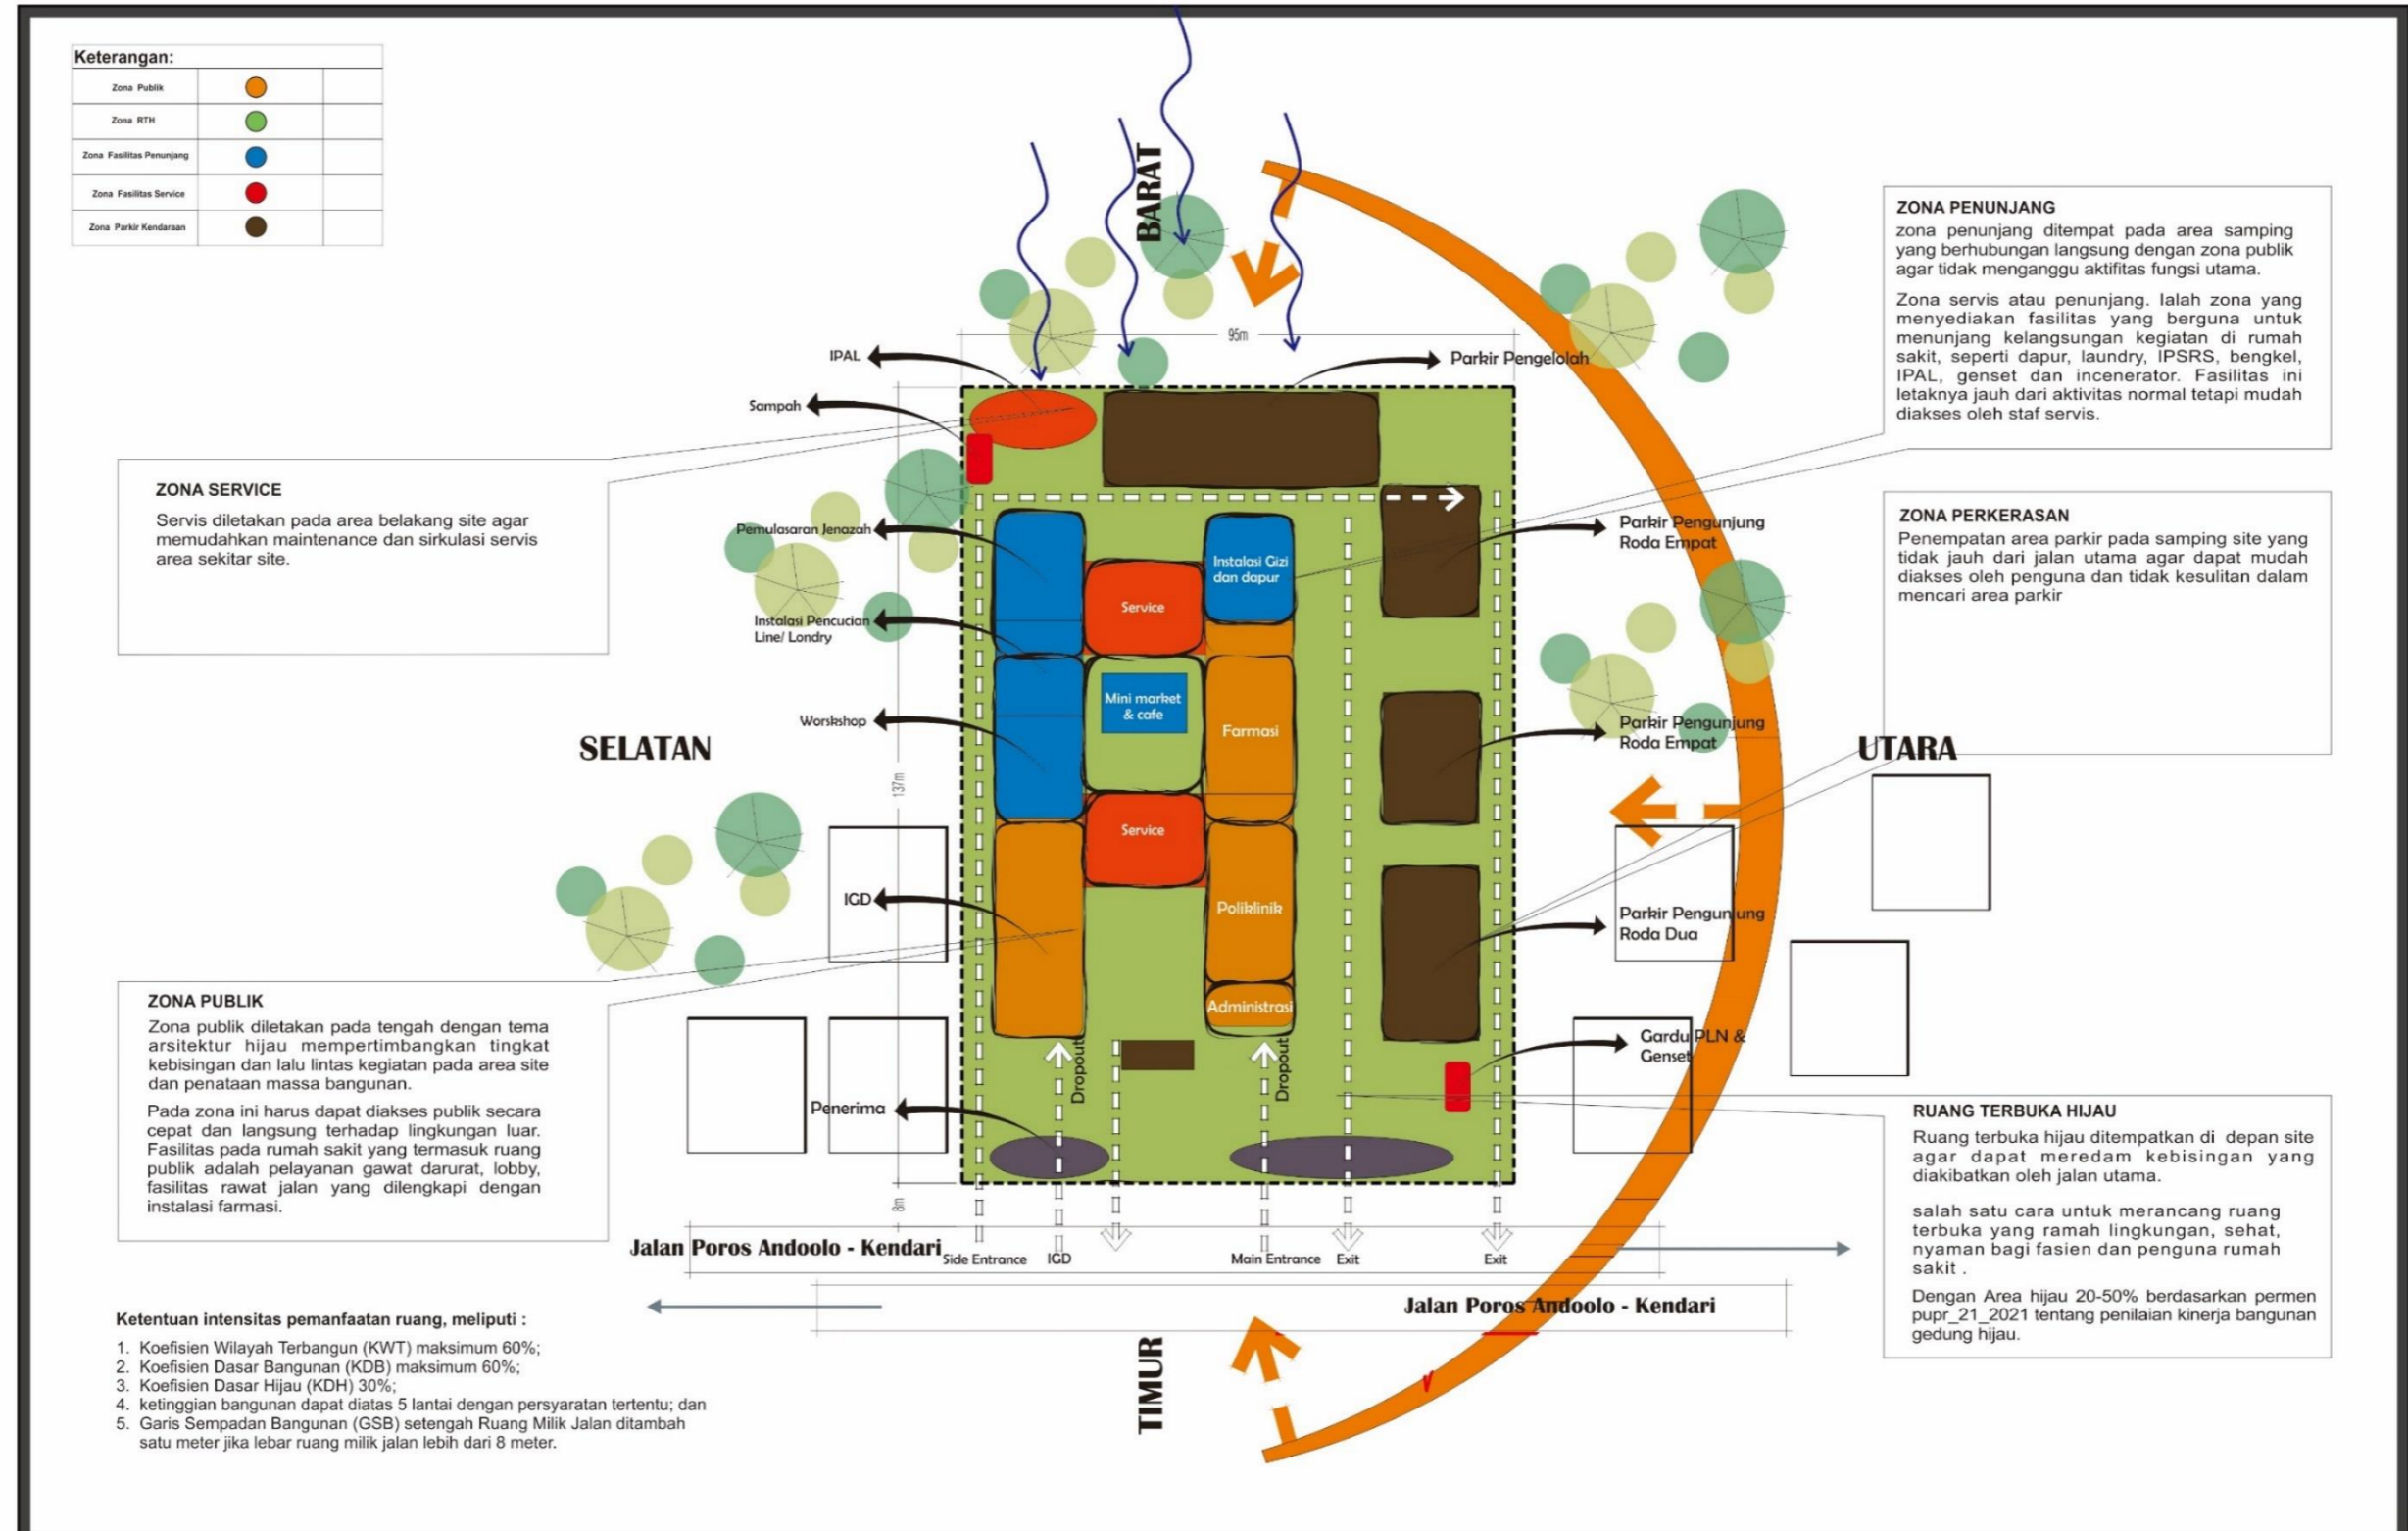 Keterangan:
Zona Publik
Zona RTH
Zona Fasilitas Penunjang
Zona Fasilitas Service
Zona Parkir Kendaraan
BARAT
95m
ZONA PENUNJANG
zona penunjang ditempat pada area samping
yang berhubungan langsung dengan zona publik
agar tidak menganggu aktifitas fungsi utama.
Zona servis atau penunjang. Ialah zona yang
menyediakan fasilitas yang berguna untuk
menunjang kelangsungan kegiatan di rumah
sakit, seperti dapur, laundry, IPSRS, bengkel,
IPAL, genset dan incenerator. Fasilitas ini
letaknya jauh dari aktivitas normal tetapi mudah
diakses oleh staf servis.
IPAL
Parkir Pengelolah
Sampah
ZONA SERVICE
Servis diletakan pada area belakang site agar
memudahkan maintenance dan sirkulasi servis
area sekitar site.
ZONA PERKERASAN
Penempatan area parkir pada samping site yang
tidak jauh dari jalan utama agar dapat mudah
diakses oleh penguna dan tidak kesulitan dalam
mencari area parkir
Pemulasaran Jenazah
Parkir Pengunjung
Roda Empat
Instalasi Gizi
dan dapur
Service
Instalasi Pencucian
Line/ Londry
Mini market
& cafe
Worskshop
Farmasi
Parkir Pengunjung
Roda Empat
SELATAN
UTARA
137m
Service
IGD
Poliklinik
Parkir Pengunjung
Roda Dua
Administrasi
Gardu PLN &
Genset
Dropout
Dropout
Penerima
ZONA PUBLIK
Zona publik diletakan pada tengah dengan tema
arsitektur hijau mempertimbangkan tingkat
kebisingan dan lalu lintas kegiatan pada area site
dan penataan massa bangunan.
Pada zona ini harus dapat diakses publik secara
cepat dan langsung terhadap lingkungan luar.
Fasilitas pada rumah sakit yang termasuk ruang
publik adalah pelayanan gawat darurat, lobby,
fasilitas rawat jalan yang dilengkapi dengan
instalasi farmasi.
RUANG TERBUKA HIJAU
Ruang terbuka hijau ditempatkan di depan site
agar dapat meredam kebisingan yang
diakibatkan oleh jalan utama.
salah satu cara untuk merancang ruang
terbuka yang ramah lingkungan, sehat,
nyaman bagi fasien dan penguna rumah
sakit .
Dengan Area hijau 20-50% berdasarkan permen
pupr_21_2021 tentang penilaian kinerja bangunan
gedung hijau.
8m
Jalan Poros Andoolo - Kendari
Side Entrance
IGD
Main Entrance
Exit
Exit
Jalan Poros Andoolo - Kendari
TIMUR
Ketentuan intensitas pemanfaatan ruang, meliputi :
1. Koefisien Wilayah Terbangun (KWT) maksimum 60%;
2. Koefisien Dasar Bangunan (KDB) maksimum 60%;
3. Koefisien Dasar Hijau (KDH) 30%;
4. ketinggian bangunan dapat diatas 5 lantai dengan persyaratan tertentu; dan
5. Garis Sempadan Bangunan (GSB) setengah Ruang Milik Jalan ditambah
satu meter jika lebar ruang milik jalan lebih dari 8 meter.